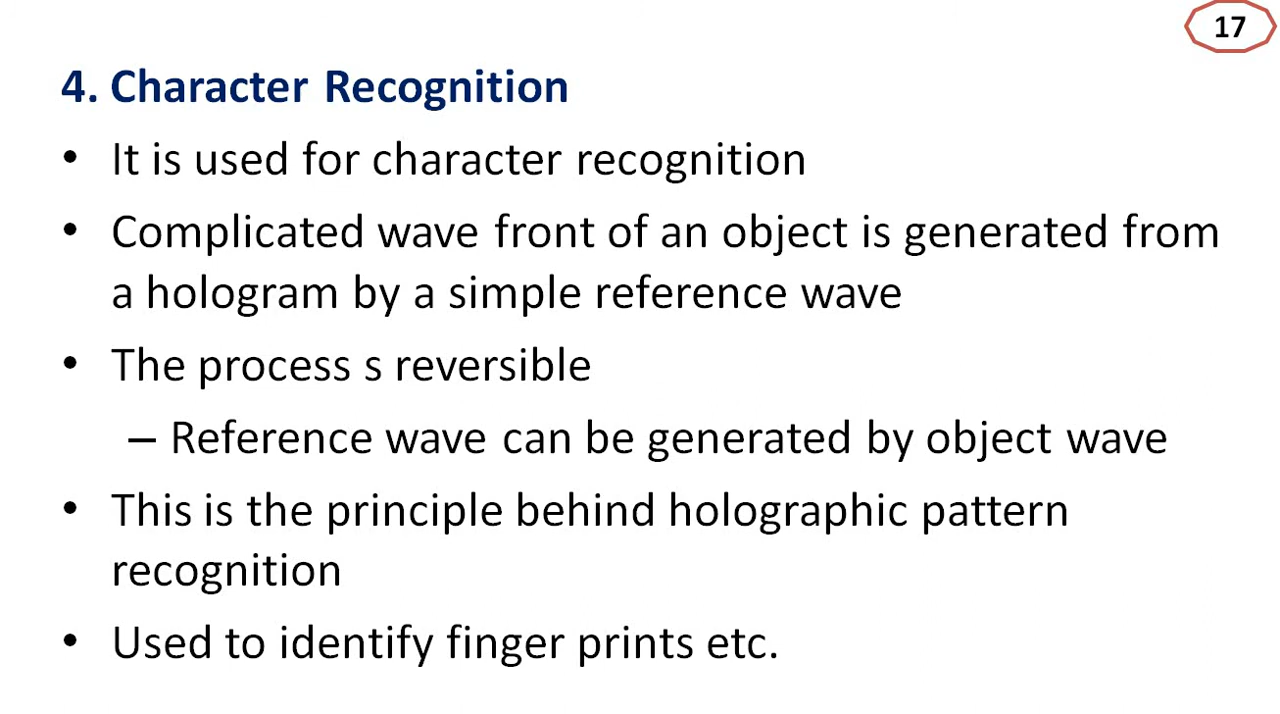 17
4. Character Recognition
• It is used for character recognition
• Complicated wave front of an object is generated from
a hologram by a simple reference wave
• The process s reversible
– Reference wave can be generated by object wave
• This is the principle behind holographic pattern
recognition
• Used to identify finger prints etc.